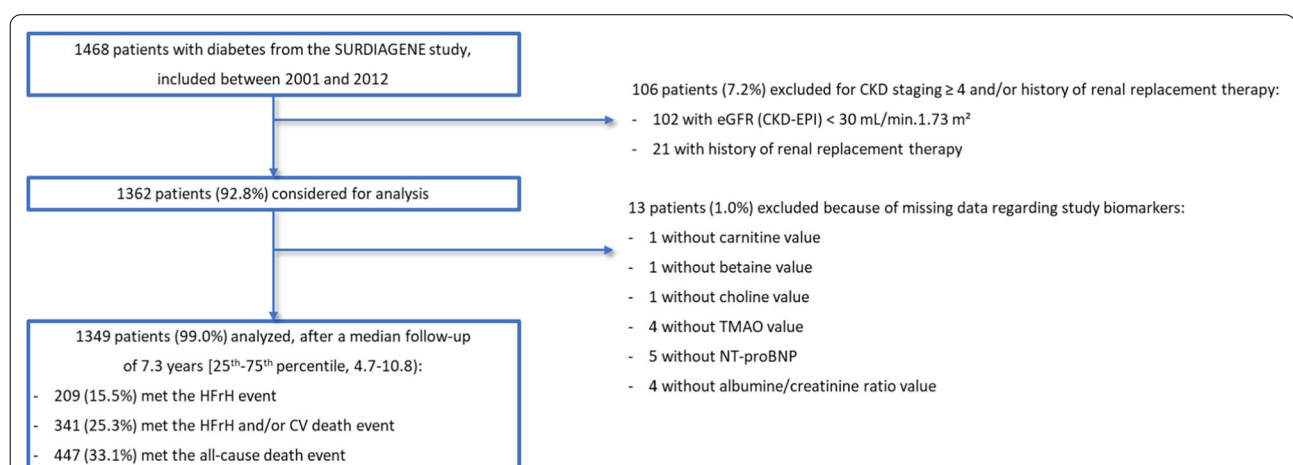 1468 patients with diabetes from the SURDIAGENE study,
included between 2001 and 2012
106 patients (7.2%) excluded for CKD staging ≥ 4 and/or history of renal replacement therapy:
- 102 with eGFR (CKD-EPI) < 30 mL/min.1.73 m²
- 21 with history of renal replacement therapy
1362 patients (92.8%) considered for analysis
13 patients (1.0%) excluded because of missing data regarding study biomarkers:
- 1 without carnitine value
- 1 without betaine value
- 1 without choline value
- 4 without TMAO value
- 5 without NT-proBNP
- 4 without albumine/creatinine ratio value
1349 patients (99.0%) analyzed, after a median follow-up
of 7.3 years [25th-75th percentile, 4.7-10.8):
- 209 (15.5%) met the HFrH event
- 341 (25.3%) met the HFrH and/or CV death event
- 447 (33.1%) met the all-cause death event